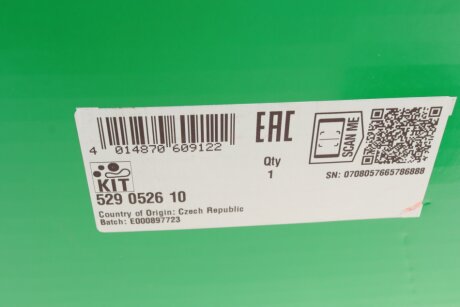 4 014870 609122
EAC
Qty
1
SCAN ME
SN: 0708057665786888
KIT
529 0526 10
Country of Origin: Czech Republic
Batch: E000897723